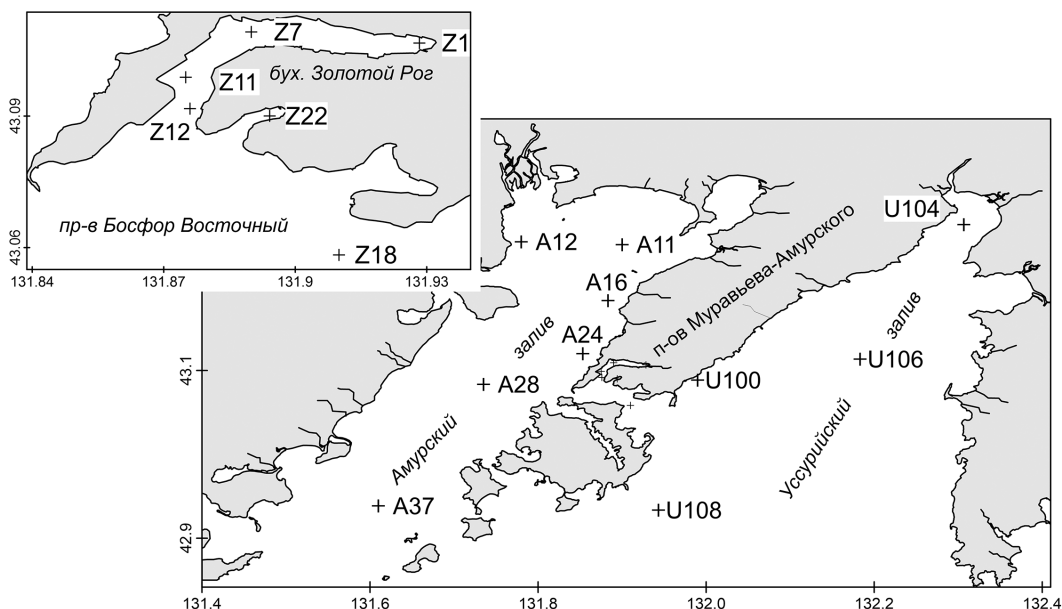 Z7
Z1
Z11
бух. Золотой Рог
43.09
Z12
Z22
пр-в Босфор Восточный
43.06
Z18
131.84
131.87
131.9
131.93
U104
A12
A11
A16
п-ов Муравьева-Амурского
залив
залив
A24
43.1
A28
U100
U106
Амурский
Уссурийский
A37
U108
42.9
131.4
131.6
131.8
132.0
132.2
132.4